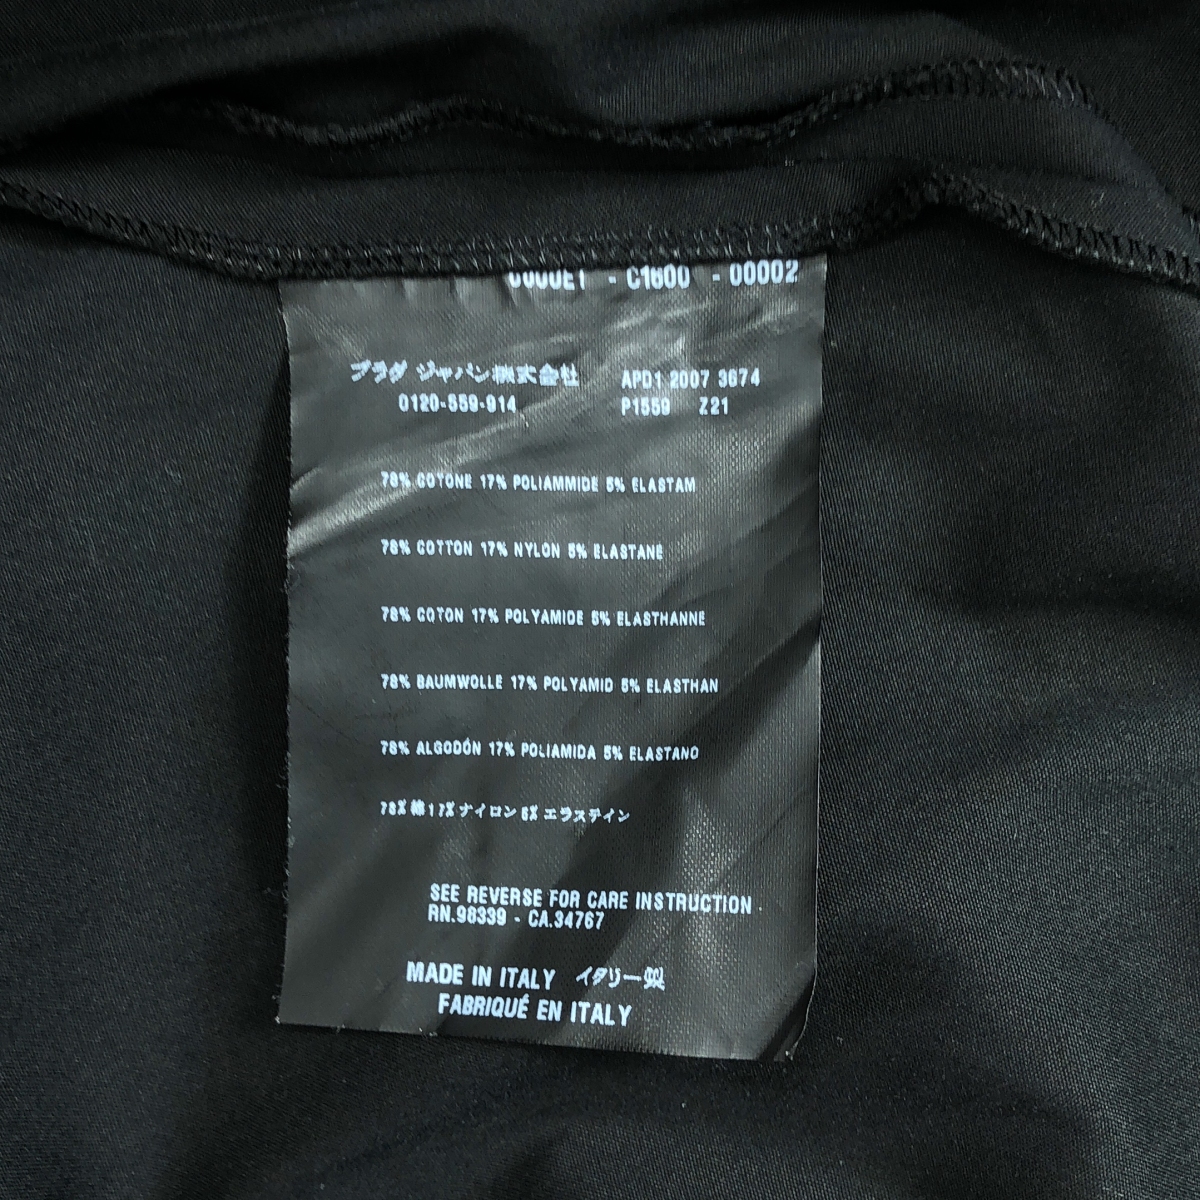 - C1600 - 00002
プラダ ジャパン株式会社 APD1 2007 3674
0120-559-914 P1559 Z21
78% COTONE 17% POLIAMMIDE 5% ELASTAM
78% COTTON 17% NYLON 5% ELASTANE
78% COTON 17% POLYAMIDE 5% ELASTHANNE
78% BAUMWOLLE 17% POLYAMID 5% ELASTHAN
78% ALGODÓN 17% POLIAMIDA 5% ELASTANO
78% 綿 17% ナイロン 5% エラステイン
SEE REVERSE FOR CARE INSTRUCTION
RN.98339 - CA.34767
MADE IN ITALY イタリー製
FABRIQUÉ EN ITALY